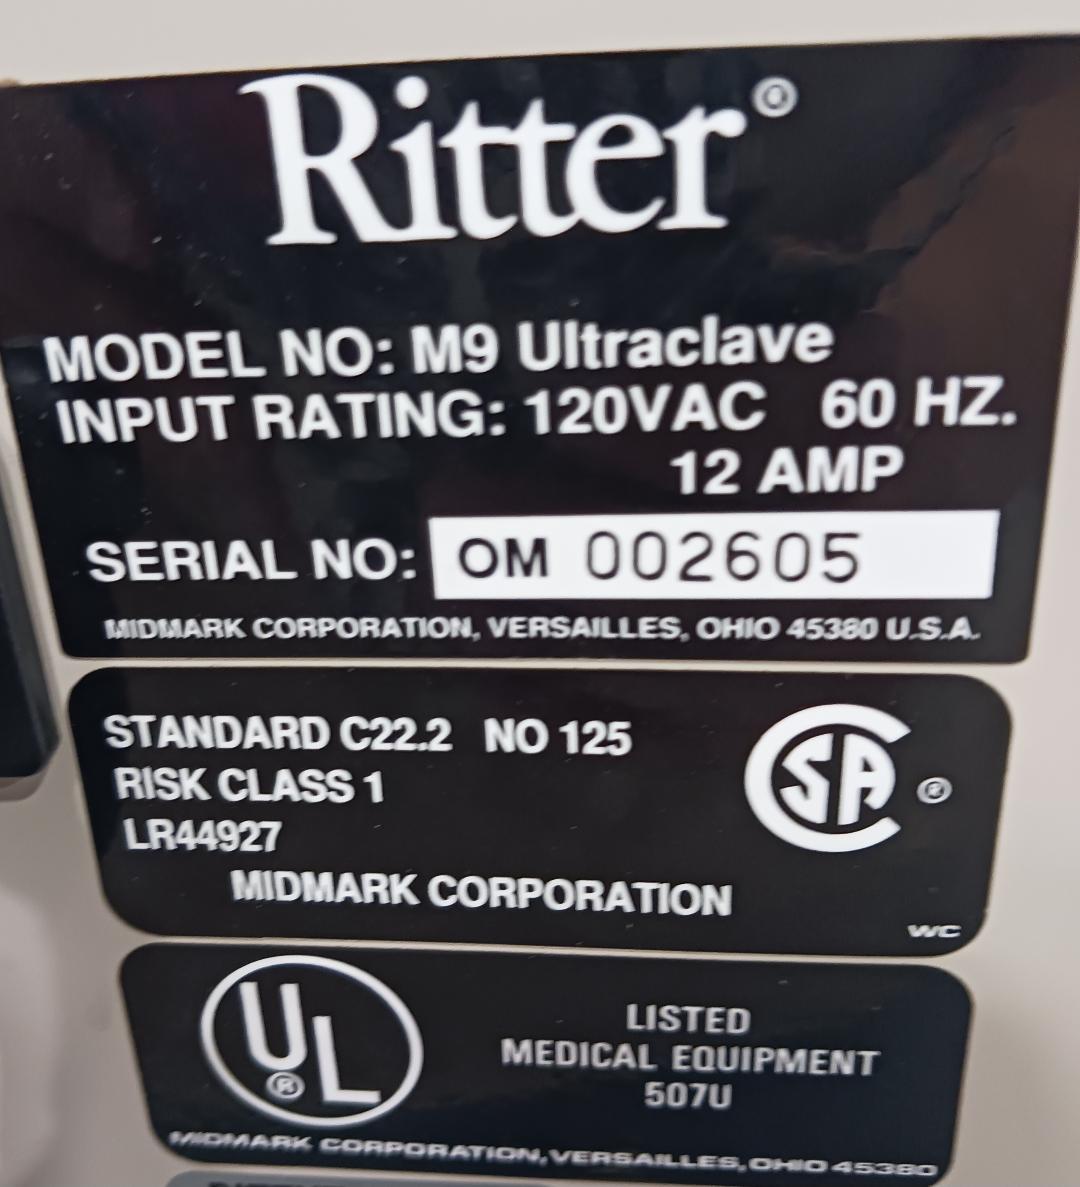 Ritter®
MODEL NO: M9 Ultraclave
INPUT RATING: 120VAC 60 HZ.
12 AMP
SERIAL NO: OM 002605
MIDMARK CORPORATION, VERSAILLES, OHIO 45380 U.S.A.
STANDARD C22.2 NO 125
RISK CLASS 1
LR44927
CSA ®
MIDMARK CORPORATION
WC
UL ®
LISTED
MEDICAL EQUIPMENT
507U
MIDMARK CORPORATION, VERSAILLES, OHIO 45380